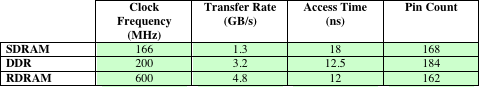 Clock Frequency (MHz) Transfer Rate (GB/s) Access Time (ns) Pin Count
SDRAM 166 1.3 18 168
DDR 200 3.2 12.5 184
RDRAM 600 4.8 12 162